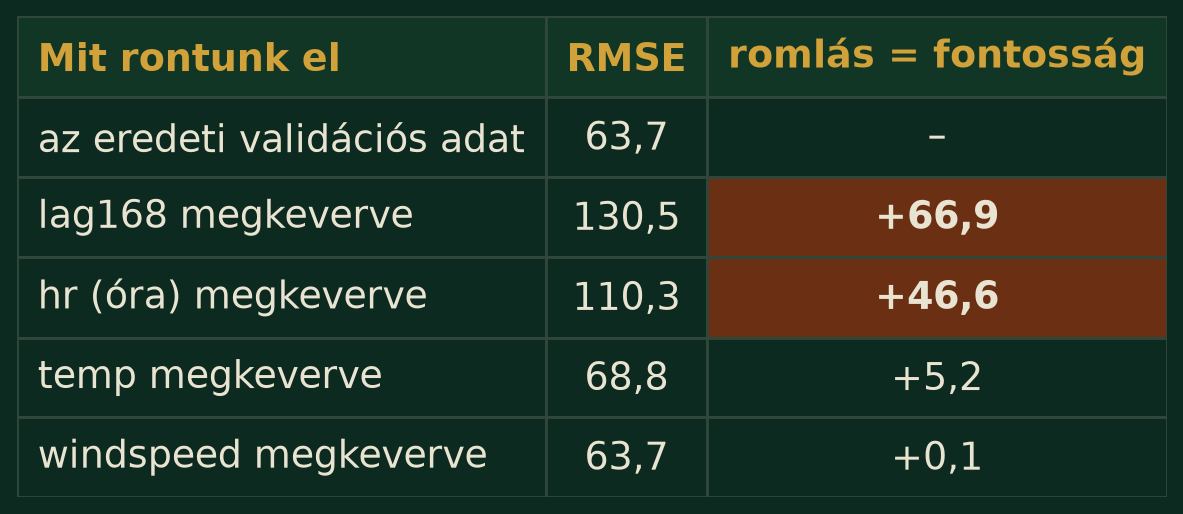 Mit rontunk el RMSE romlás = fontosság
az eredeti validációs adat 63,7 –
lag168 megkeverve 130,5 +66,9
hr (óra) megkeverve 110,3 +46,6
temp megkeverve 68,8 +5,2
windspeed megkeverve 63,7 +0,1